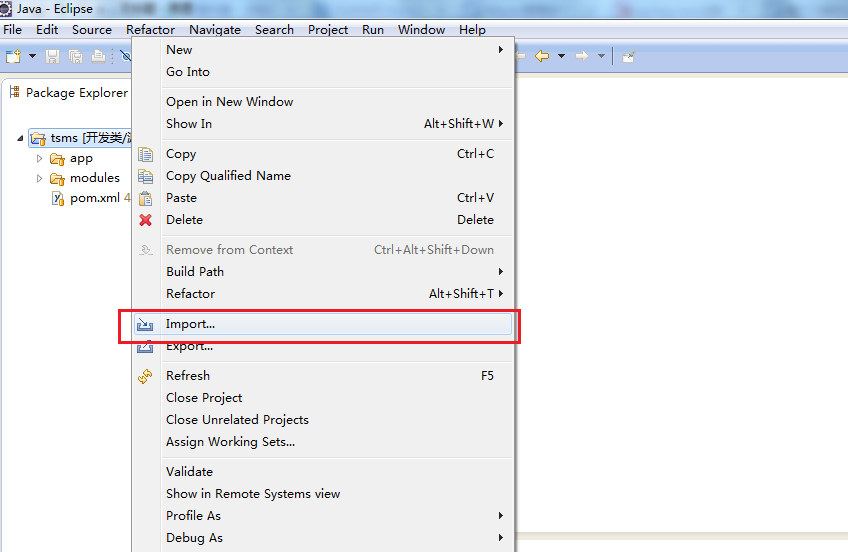 Java - Eclipse
File Edit Source Refactor Navigate Search Project Run Window Help
Package Explorer
tsms [开发类/
app
modules
pom.xml 4
New
Go Into
Open in New Window
Show In Alt+Shift+W
Copy Ctrl+C
Copy Qualified Name
Paste Ctrl+V
Delete Delete
Remove from Context Ctrl+Alt+Shift+Down
Build Path
Refactor Alt+Shift+T
Import...
Export...
Refresh F5
Close Project
Close Unrelated Projects
Assign Working Sets...
Validate
Show in Remote Systems view
Profile As
Debug As